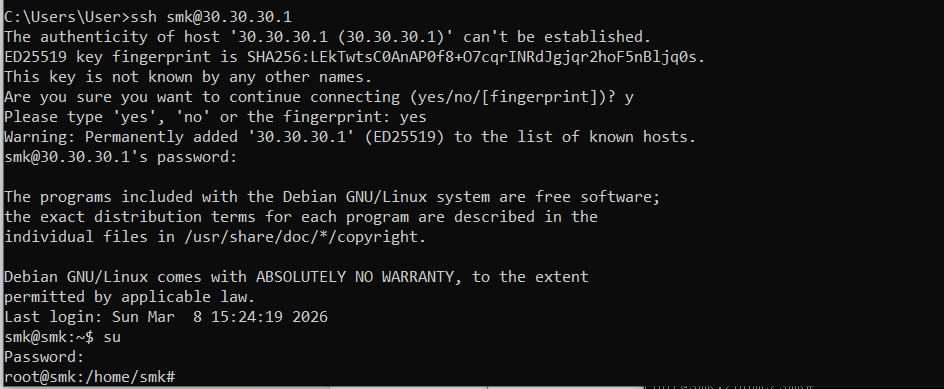 C:\Users\User>ssh smk@30.30.30.1
The authenticity of host '30.30.30.1 (30.30.30.1)' can't be established.
ED25519 key fingerprint is SHA256:LEkTwtsC0AnAP0f8+O7cqrINRdJgjqr2hoF5nBljq0s.
This key is not known by any other names.
Are you sure you want to continue connecting (yes/no/[fingerprint])? y
Please type 'yes', 'no' or the fingerprint: yes
Warning: Permanently added '30.30.30.1' (ED25519) to the list of known hosts.
smk@30.30.30.1's password:
The programs included with the Debian GNU/Linux system are free software;
the exact distribution terms for each program are described in the
individual files in /usr/share/doc/*/copyright.
Debian GNU/Linux comes with ABSOLUTELY NO WARRANTY, to the extent
permitted by applicable law.
Last login: Sun Mar  8 15:24:19 2026
smk@smk:~$ su
Password:
root@smk:/home/smk#